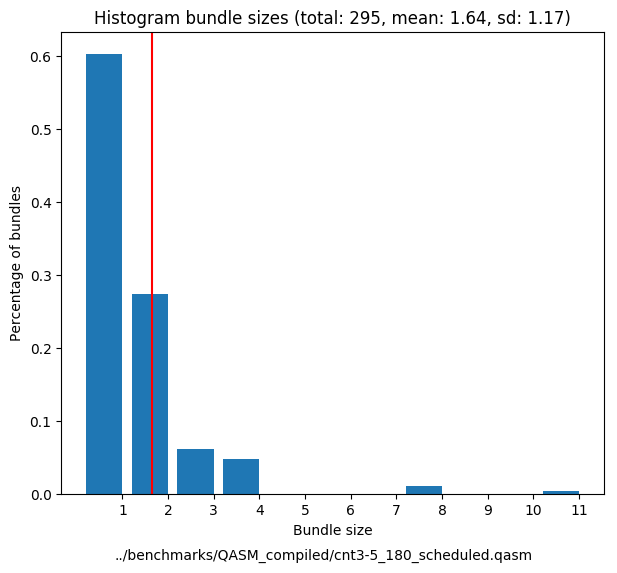 Histogram bundle sizes (total: 295, mean: 1.64, sd: 1.17)
0.6
0.5
0.4
0.3
0.2
0.1
0.0
Percentage of bundles
1 2 3 4 5 6 7 8 9 10 11
Bundle size
../benchmarks/QASM_compiled/cnt3-5_180_scheduled.qasm